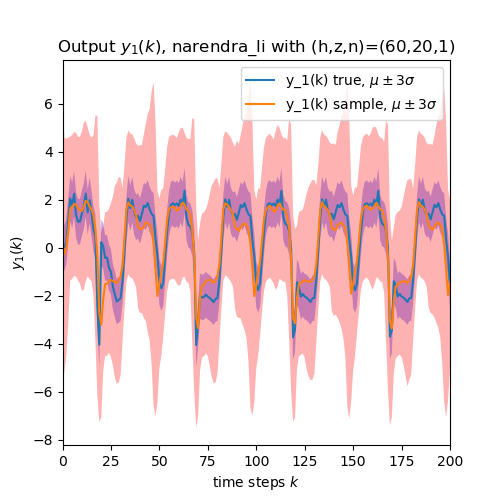 Output y₁(k), narendra_li with (h,z,n)=(60,20,1)
y_1(k) true, μ ± 3σ
y_1(k) sample, μ ± 3σ
y₁(k)
6
4
2
0
−2
−4
−6
−8
0 25 50 75 100 125 150 175 200
time steps k